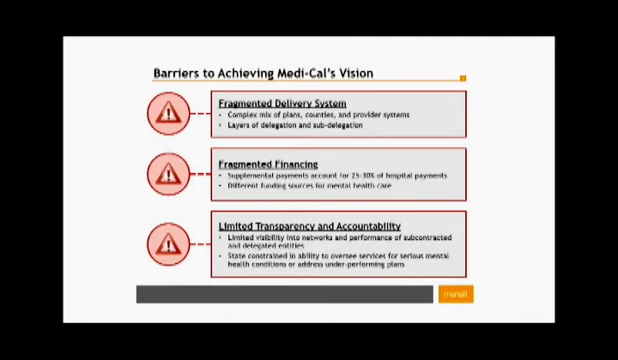 Barriers to Achieving Medi-Cal's Vision
Fragmented Delivery System
• Complex mix of plans, counties, and provider systems
• Layers of delegation and sub-delegation
Fragmented Financing
• Supplemental payments account for 25-30% of hospital payments
• Different funding sources for mental health care
Limited Transparency and Accountability
• Limited visibility into networks and performance of subcontracted
and delegated entities
• State constrained in ability to oversee services for serious mental
health conditions or address under-performing plans
manatt